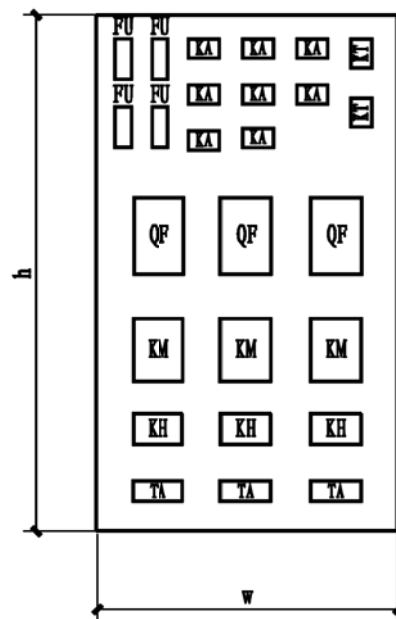 FU FU
KA KA KA KT
FU FU
KA KA KA KT
KA KA
QF QF QF
h
KM KM KM
KH KH KH
TA TA TA
w